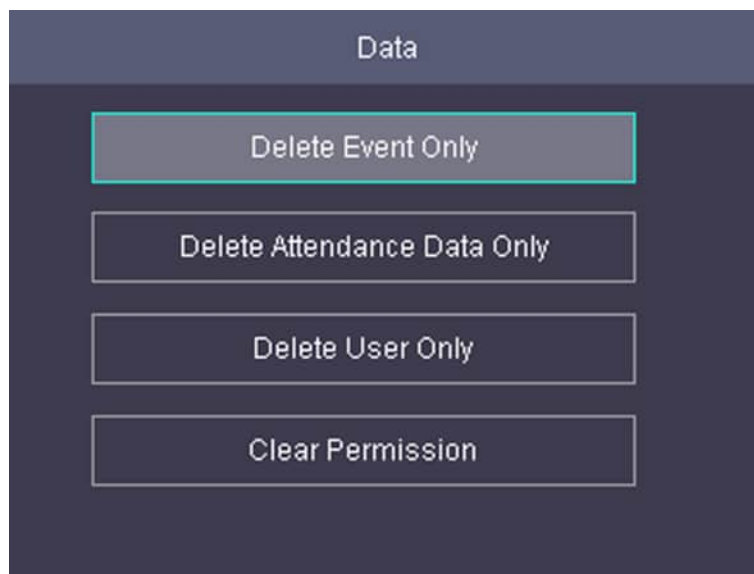 Data
Delete Event Only
Delete Attendance Data Only
Delete User Only
Clear Permission